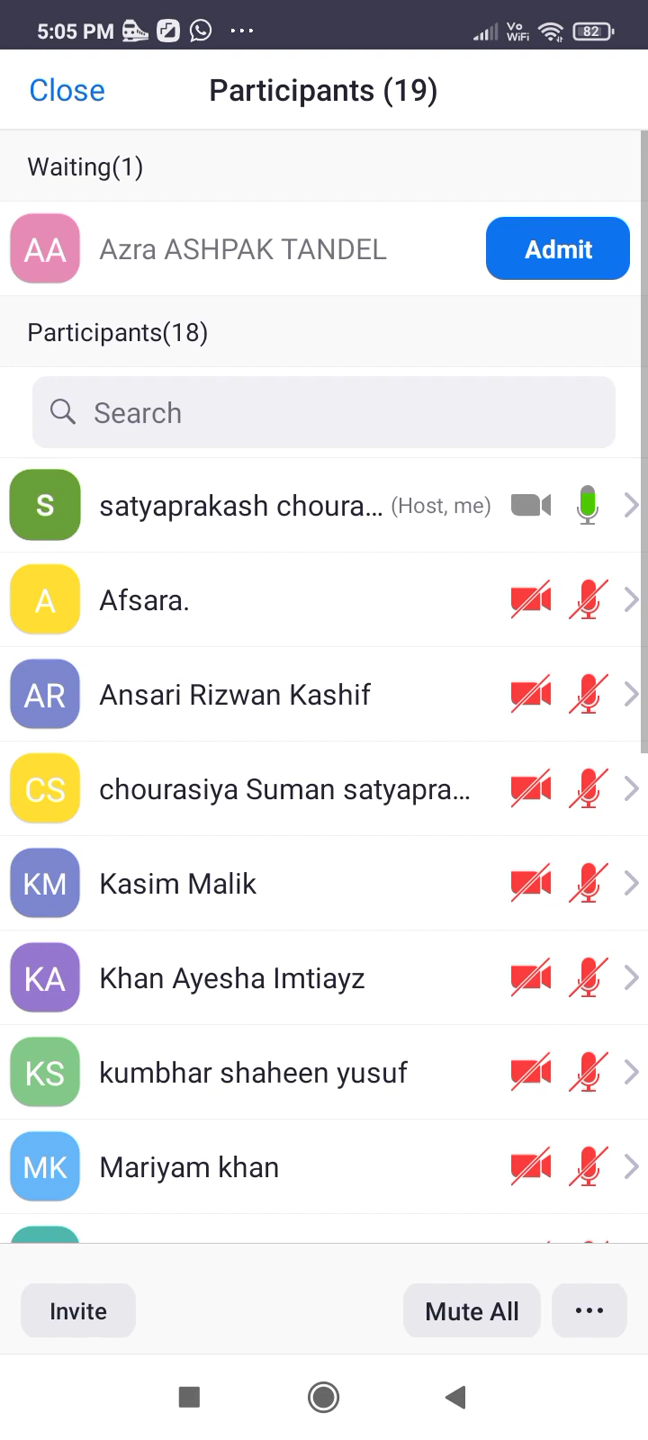 5:05 PM
Vo
WiFi
82
Close
Participants (19)
Waiting(1)
AA
Azra ASHPAK TANDEL
Admit
Participants(18)
Search
S
satyaprakash choura... (Host, me)
A
Afsara.
AR
Ansari Rizwan Kashif
CS
chourasiya Suman satyapra...
KM
Kasim Malik
KA
Khan Ayesha Imtiayz
KS
kumbhar shaheen yusuf
MK
Mariyam khan
Invite
Mute All